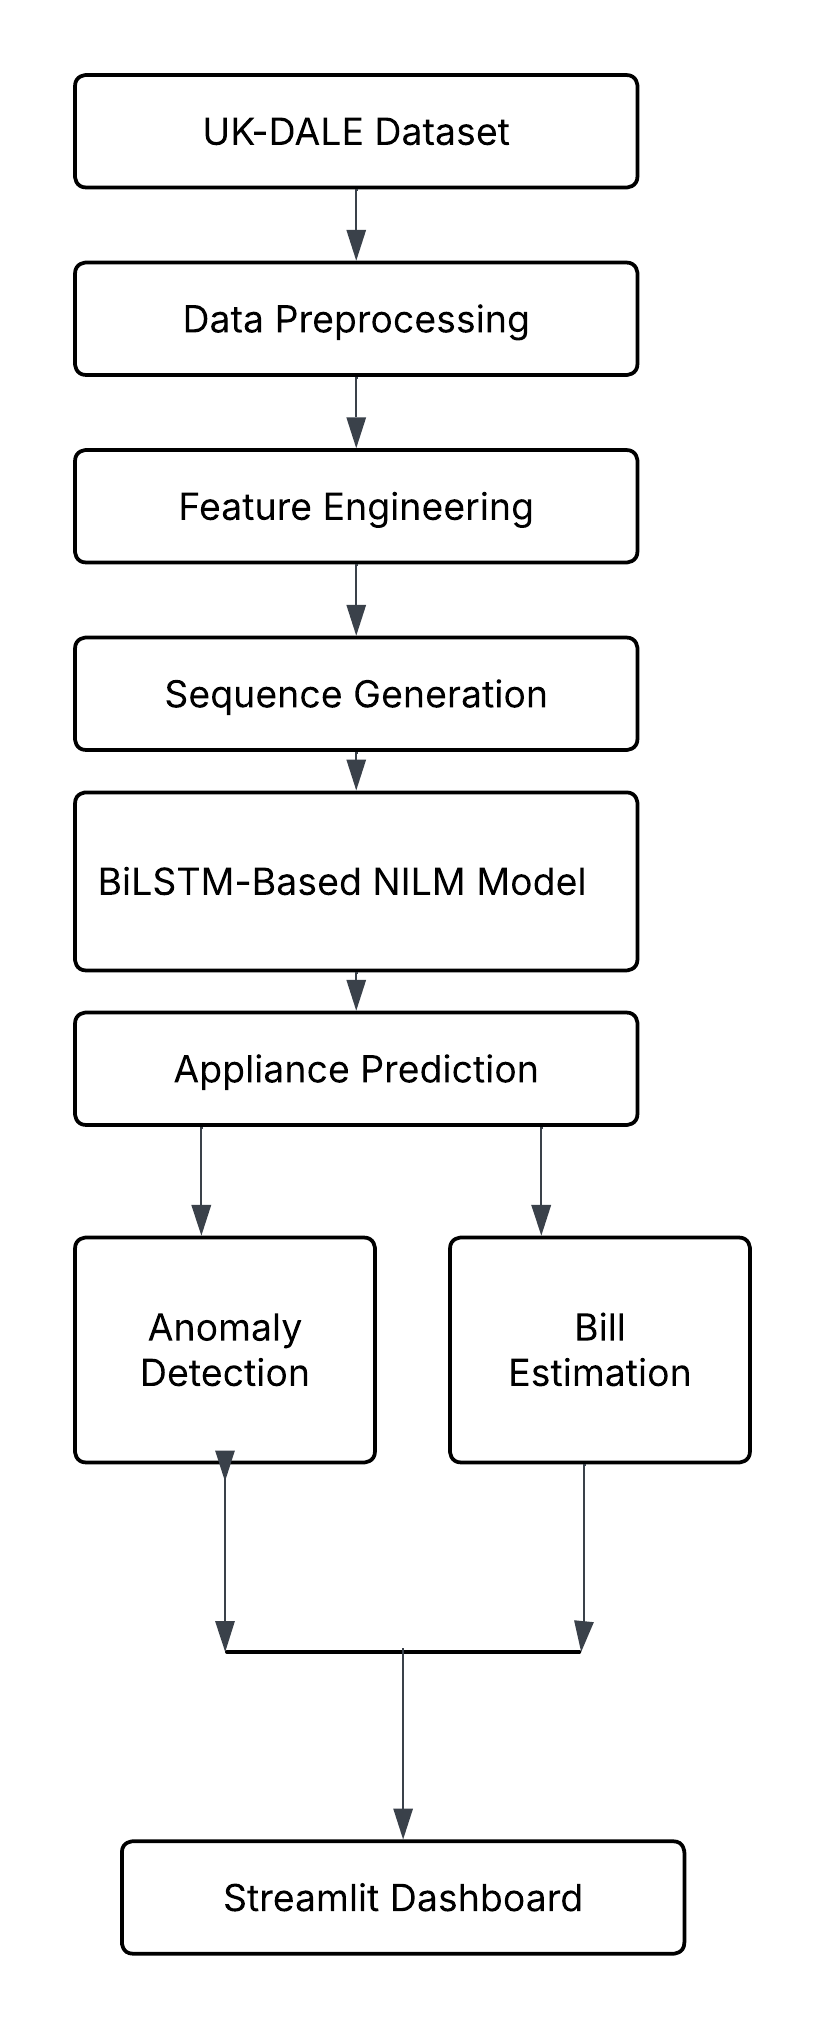 UK-DALE Dataset
Data Preprocessing
Feature Engineering
Sequence Generation
BiLSTM-Based NILM Model
Appliance Prediction
Anomaly
Detection
Bill
Estimation
Streamlit Dashboard